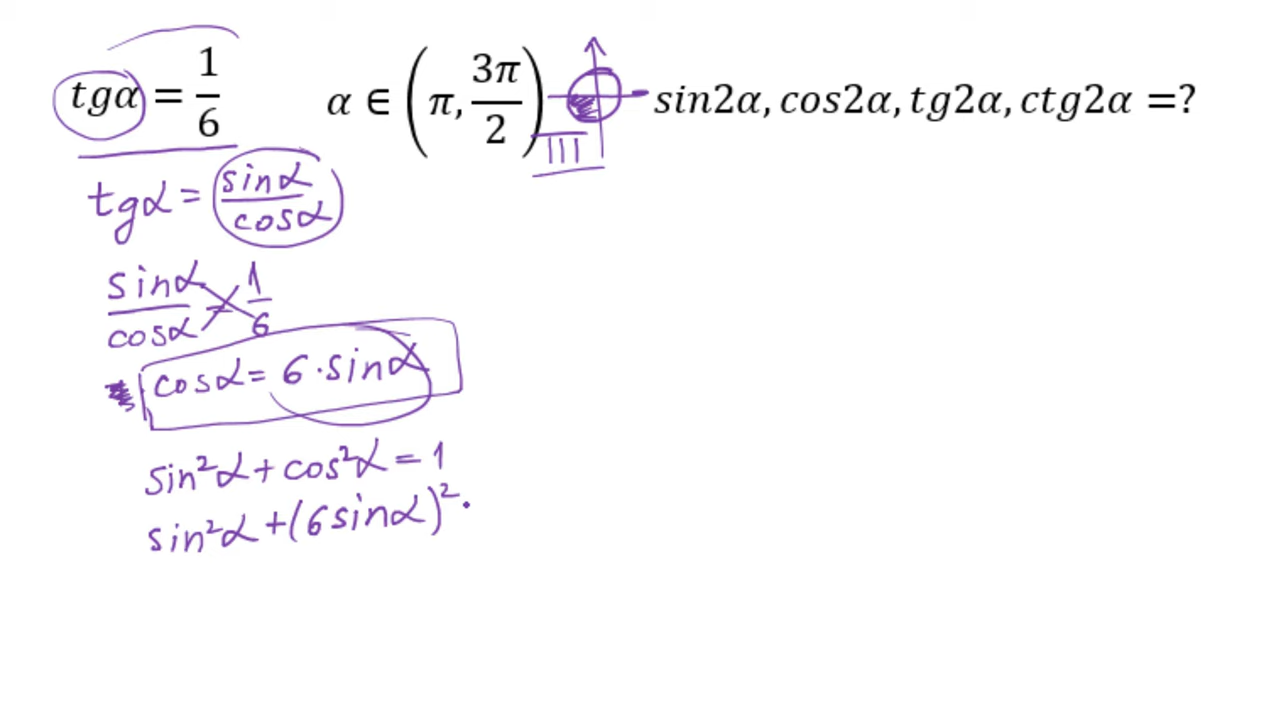 tgα = 1/6 α ∈ (π, 3π/2) sin2α, cos2α, tg2α, ctg2α =?
III
tgα = sinα/cosα
sinα/cosα = 1/6
cosα = 6·sinα
sin²α + cos²α = 1
sin²α + (6sinα)²